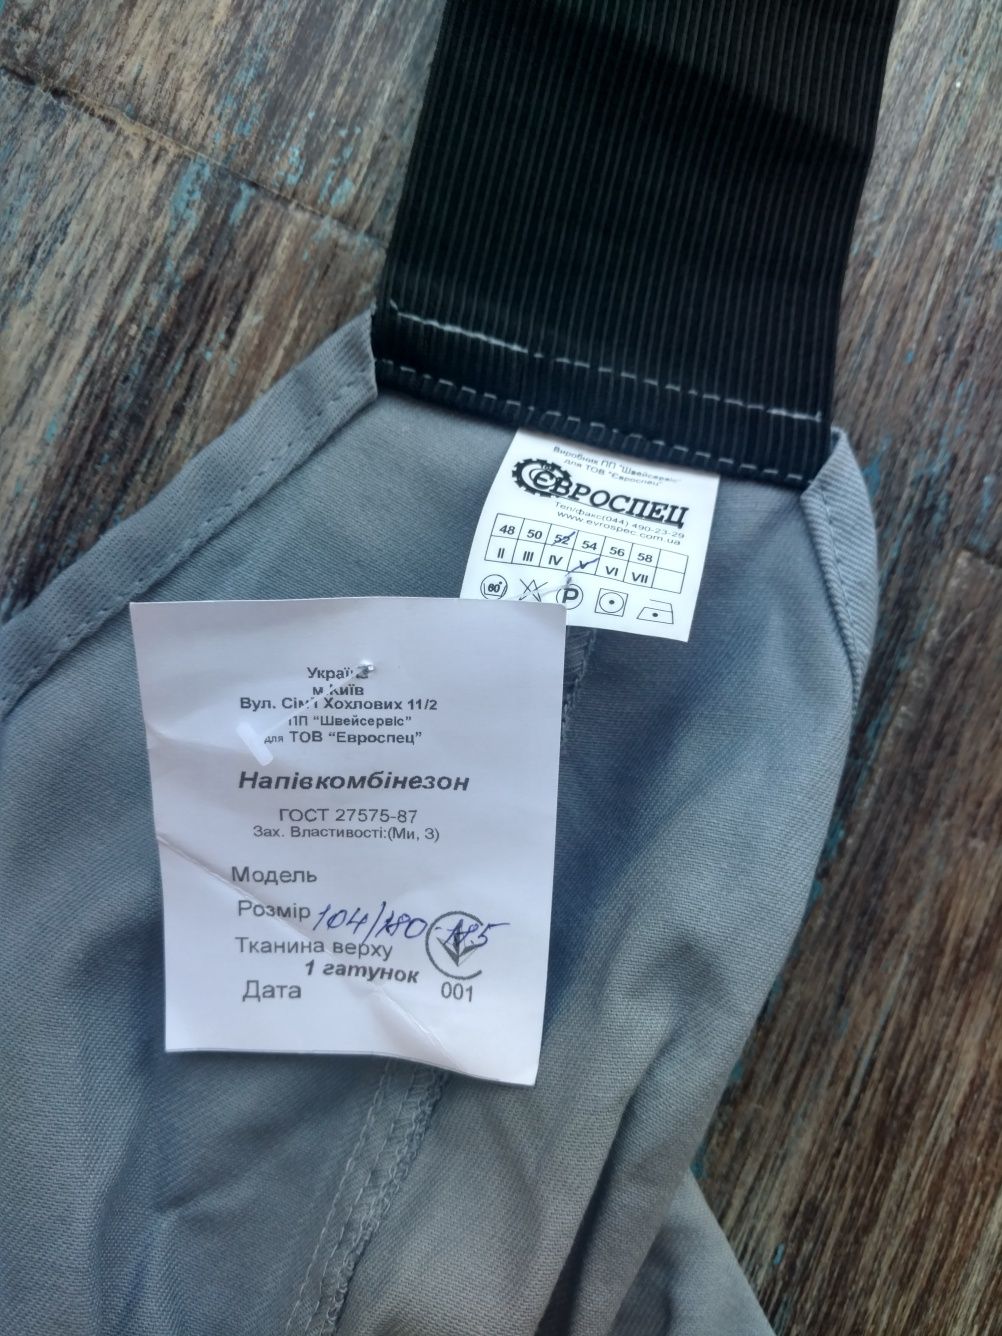 Виробник ПП "Швейсервіс"
для ТОВ "Євроспец"
ЄВРОСПЕЦ
Тел/факс(044) 490-23-29
www.evrospec.com.ua
48 50 52 54 56 58
II III IV V VI VII
60°
P
Україна
м.Київ
Вул. Сім'ї Хохлових 11/2
ПП "Швейсервіс"
для ТОВ "Евроспец"
Напівкомбінезон
ГОСТ 27575-87
Зах. Властивості:(Ми, З)
Модель
Розмір 104/180-185
Тканина верху
1 гатунок
Дата 001